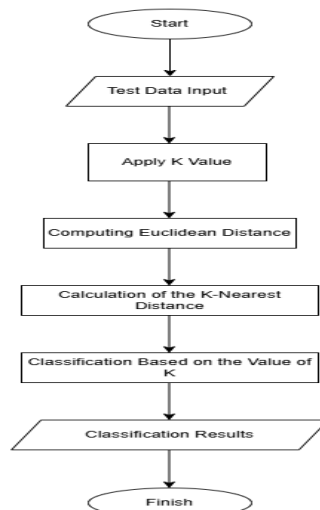 Start
Test Data Input
Apply K Value
Computing Euclidean Distance
Calculation of the K-Nearest
Distance
Classification Based on the Value of
K
Classification Results
Finish